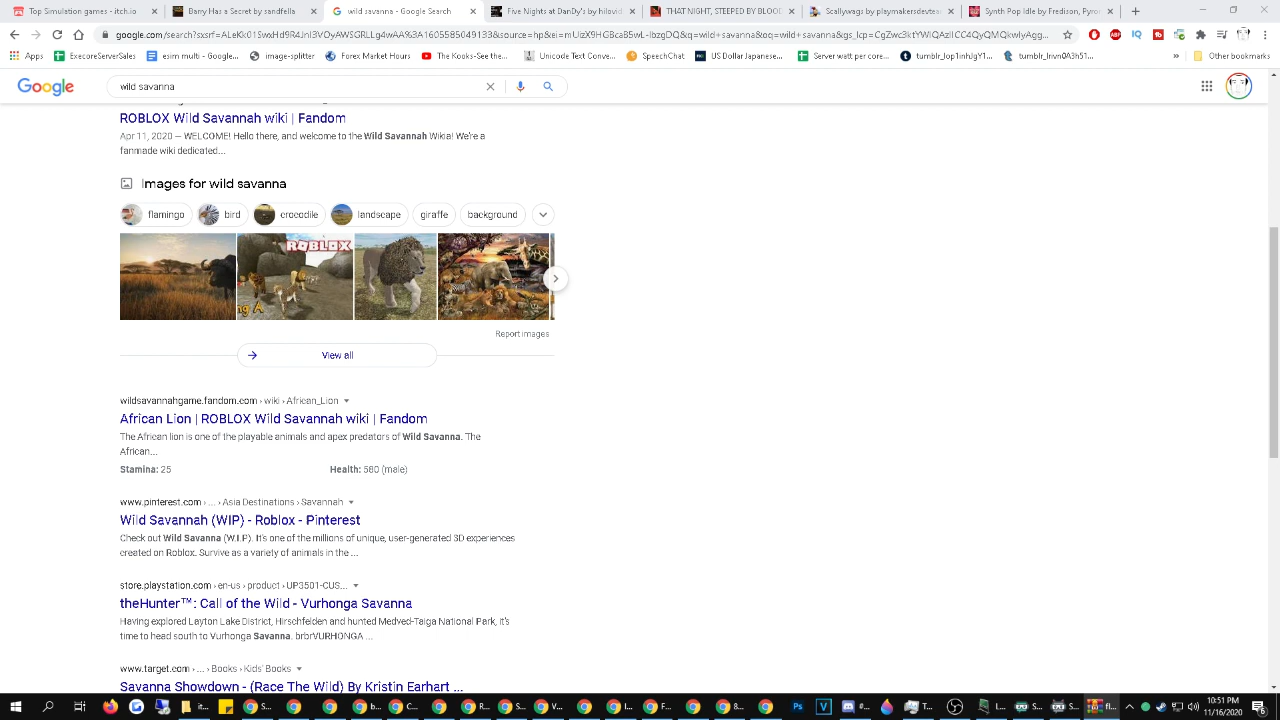 Top Simulation games - itch.io
Dany Has a Secret by sandfella
wild savanna - Google Search
Five Nights at DanDy's by hilovids
THAT NIGHT, STEEPED BY BLOOD
Scallywags by playmakersdesign
Synth Pop Idle by Fredison, Pyro
Apps
ExecoreServerSites
edit multi Google...
image-splitter
Forex Market Hours
The Kooks-See the...
Unicode Text Conve...
SpeechChat
US Dollar Japanese...
Server watt per core...
Other bookmarks
Google
wild savanna
ROBLOX Wild Savannah wiki | Fandom
Apr 11, 2020 — WELCOME! Hello there, and welcome to the Wild Savannah Wikia! We're a
fanmade wiki dedicated...
Images for wild savanna
flamingo
bird
crocodile
landscape
giraffe
background
ROBLOX
ng A
Report images
View all
wildsavannahgame.fandom.com › wiki › African_Lion
African Lion | ROBLOX Wild Savannah wiki | Fandom
The African lion is one of the playable animals and apex predators of Wild Savanna. The
African...
Stamina: 25
Health: 580 (male)
www.pinterest.com › ... › Asia Destinations › Savannah
Wild Savannah (WIP) - Roblox - Pinterest
Check out Wild Savanna (W.I.P). It's one of the millions of unique, user-generated 3D experiences
created on Roblox. Survive as a variety of animals in the ...
store.playstation.com › en-us › product › UP3501-CUS...
theHunter™: Call of the Wild - Vurhonga Savanna
Having explored Layton Lake District, Hirschfelden and hunted Medved-Taiga National Park, it's
time to head south to Vurhonga Savanna. brbrVURHONGA ...
www.target.com › ... › Books › Kids' Books
Savanna Showdown - (Race The Wild) By Kristin Earhart ...
10:51 PM
11/16/2020